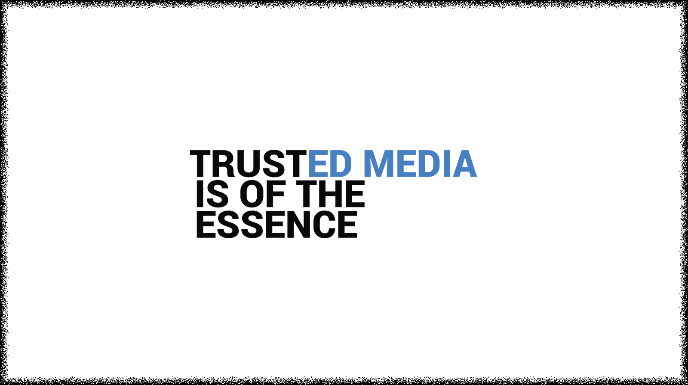 TRUSTED MEDIA
IS OF THE
ESSENCE